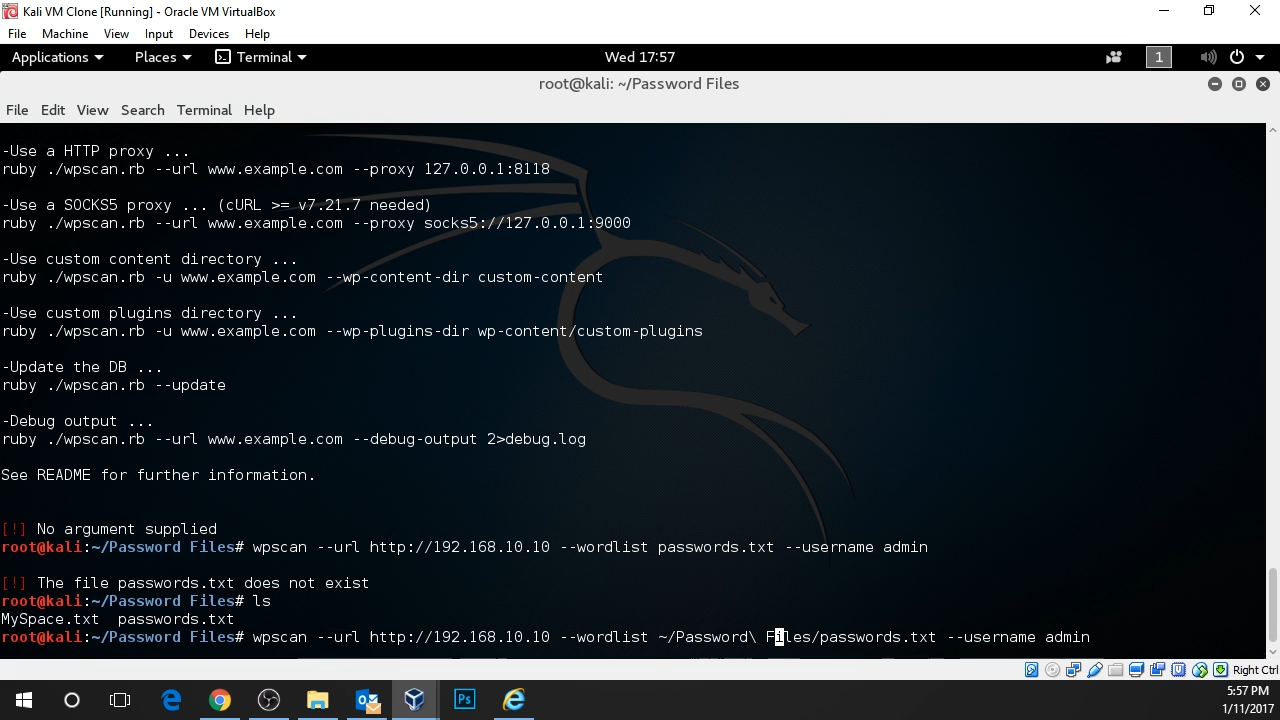 Kali VM Clone [Running] - Oracle VM VirtualBox
File Machine View Input Devices Help
Applications Places Terminal Wed 17:57 1
root@kali: ~/Password Files
File Edit View Search Terminal Help
-Use a HTTP proxy ...
ruby ./wpscan.rb --url www.example.com --proxy 127.0.0.1:8118
-Use a SOCKS5 proxy ... (cURL >= v7.21.7 needed)
ruby ./wpscan.rb --url www.example.com --proxy socks5://127.0.0.1:9000
-Use custom content directory ...
ruby ./wpscan.rb -u www.example.com --wp-content-dir custom-content
-Use custom plugins directory ...
ruby ./wpscan.rb -u www.example.com --wp-plugins-dir wp-content/custom-plugins
-Update the DB ...
ruby ./wpscan.rb --update
-Debug output ...
ruby ./wpscan.rb --url www.example.com --debug-output 2>debug.log
See README for further information.
[!] No argument supplied
root@kali:~/Password Files# wpscan --url http://192.168.10.10 --wordlist passwords.txt --username admin
[!] The file passwords.txt does not exist
root@kali:~/Password Files# ls
MySpace.txt passwords.txt
root@kali:~/Password Files# wpscan --url http://192.168.10.10 --wordlist ~/Password\ Files/passwords.txt --username admin
Right Ctrl
Ps
5:57 PM
1/11/2017